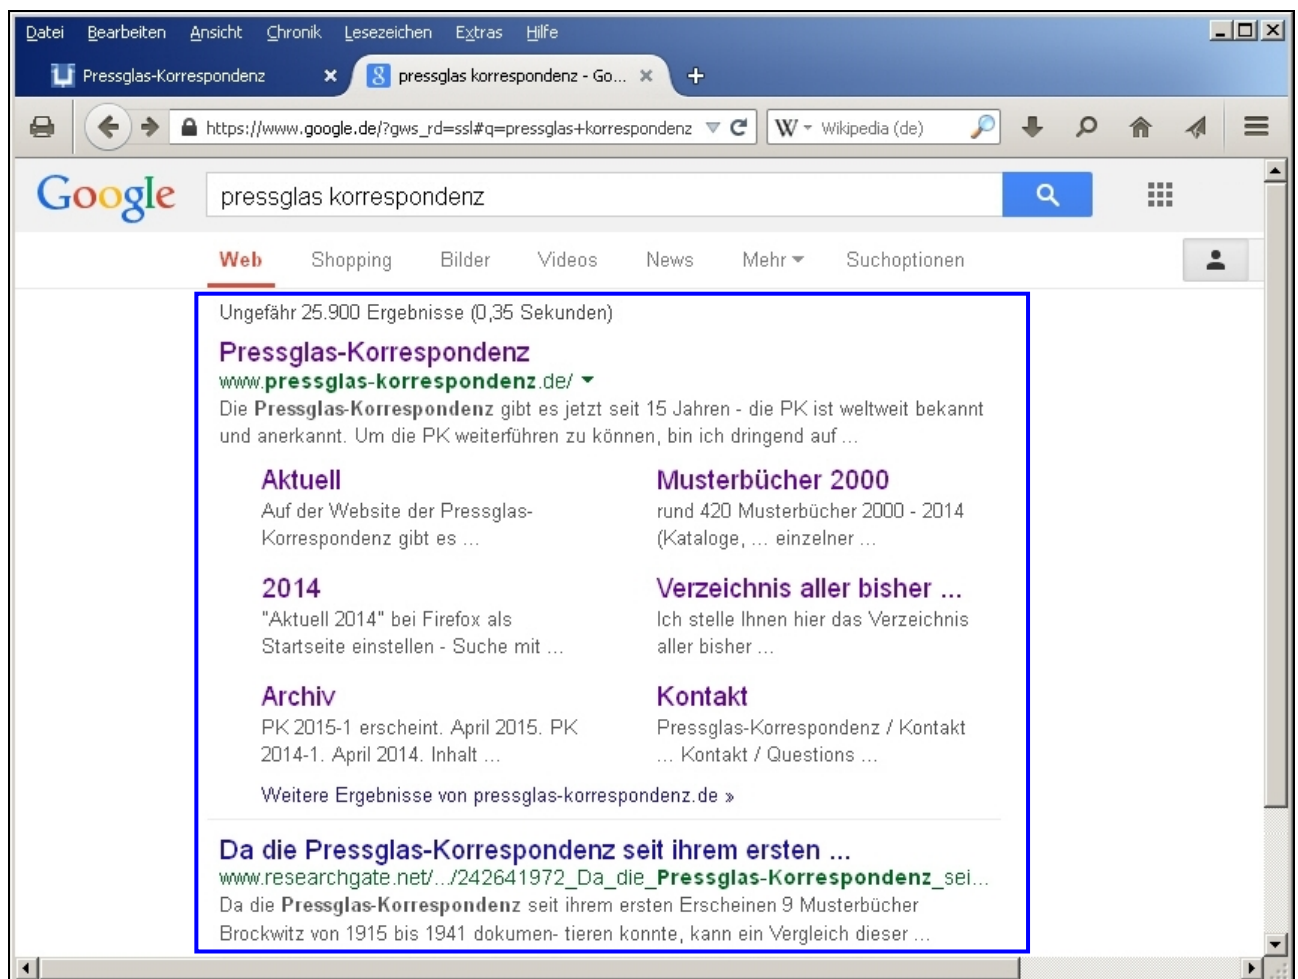 Datei Bearbeiten Ansicht Chronik Lesezeichen Extras Hilfe
Pressglas-Korrespondenz pressglas korrespondenz - Go...
https://www.google.de/?gws_rd=ssl#q=pressglas+korrespondenz W Wikipedia (de)
Google pressglas korrespondenz
Web Shopping Bilder Videos News Mehr Suchoptionen
Ungefähr 25.900 Ergebnisse (0,35 Sekunden)
Pressglas-Korrespondenz
www.pressglas-korrespondenz.de/
Die Pressglas-Korrespondenz gibt es jetzt seit 15 Jahren - die PK ist weltweit bekannt
und anerkannt. Um die PK weiterführen zu können, bin ich dringend auf ...
Aktuell
Auf der Website der Pressglas-
Korrespondenz gibt es ...
Musterbücher 2000
rund 420 Musterbücher 2000 - 2014
(Kataloge, ... einzelner ...
2014
"Aktuell 2014" bei Firefox als
Startseite einstellen - Suche mit ...
Verzeichnis aller bisher ...
Ich stelle Ihnen hier das Verzeichnis
aller bisher ...
Archiv
PK 2015-1 erscheint. April 2015. PK
2014-1. April 2014. Inhalt ...
Kontakt
Pressglas-Korrespondenz / Kontakt
... Kontakt / Questions ...
Weitere Ergebnisse von pressglas-korrespondenz.de »
Da die Pressglas-Korrespondenz seit ihrem ersten ...
www.researchgate.net/.../242641972_Da_die_Pressglas-Korrespondenz_sei...
Da die Pressglas-Korrespondenz seit ihrem ersten Erscheinen 9 Musterbücher
Brockwitz von 1915 bis 1941 dokumen- tieren konnte, kann ein Vergleich dieser ...